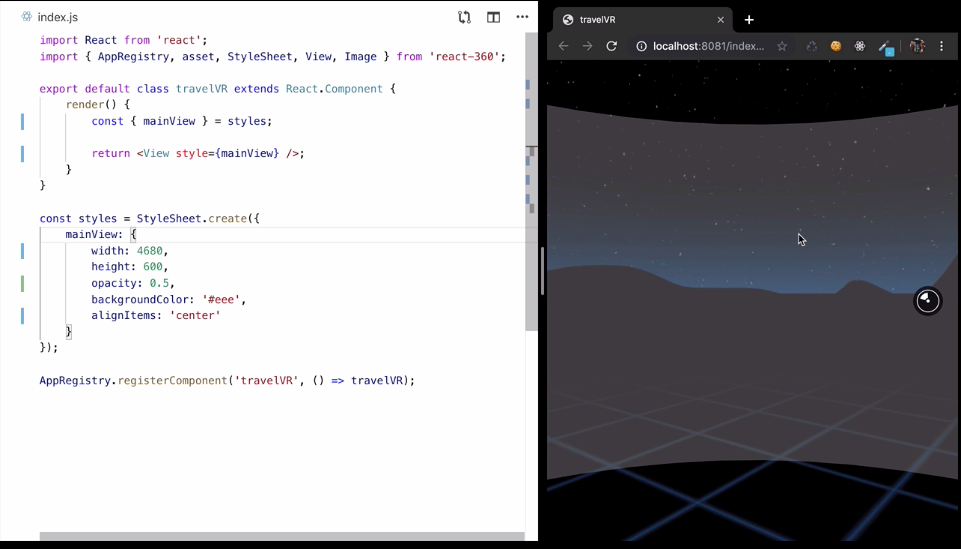 index.js
import React from 'react';
import { AppRegistry, asset, StyleSheet, View, Image } from 'react-360';
export default class travelVR extends React.Component {
render() {
const { mainView } = styles;
return <View style={mainView} />;
}
}
const styles = StyleSheet.create({
mainView: {
width: 4680,
height: 600,
opacity: 0.5,
backgroundColor: '#eee',
alignItems: 'center'
}
});
AppRegistry.registerComponent('travelVR', () => travelVR);
travelVR
localhost:8081/index...